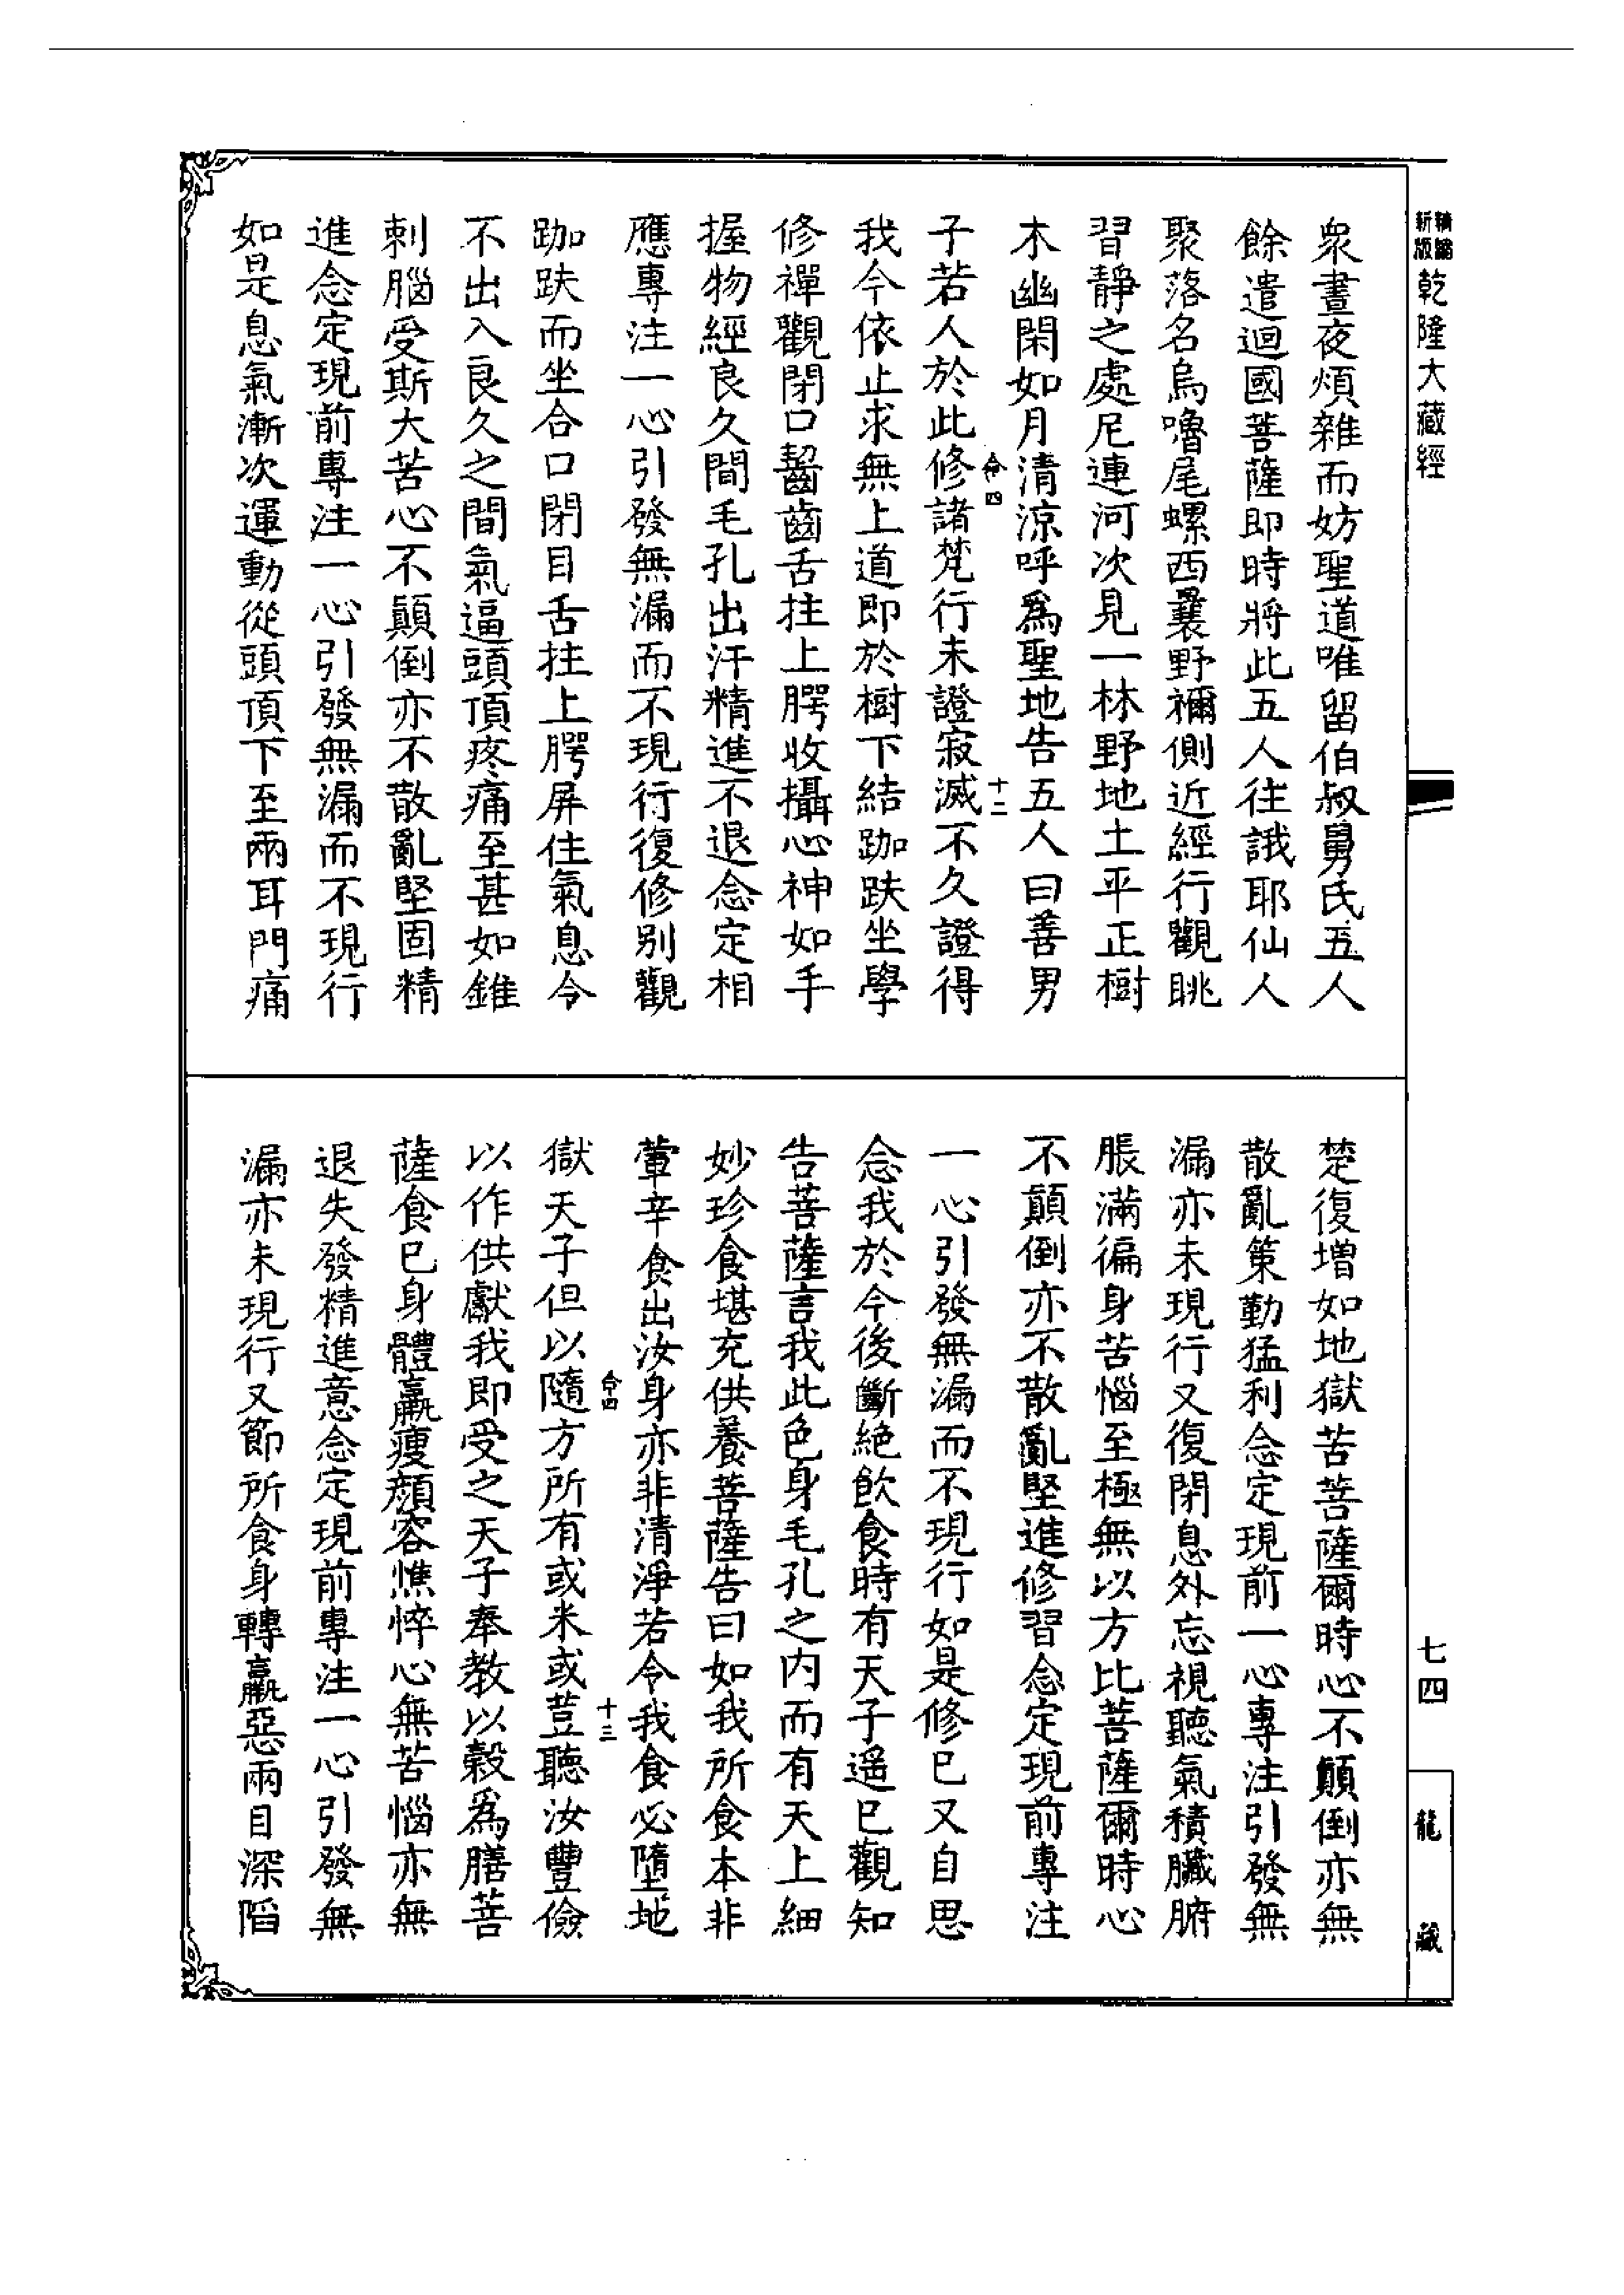 精縮新版乾隆大藏經
七四
龍藏
眾晝夜煩雜而妨聖道唯留伯叔舅氏五人
餘遣迴國菩薩即時將此五人往誐耶仙人
聚落名烏嚕尾螺西曩野禰側近經行觀眺
習靜之處尼連河次見一林野地土平正樹
木幽閑如月清涼呼爲聖地告五人曰善男
子若人於此修諸梵行未證寂滅不久證得
命四
十二
我今依止求無上道即於樹下結跏趺坐學
修禪觀閉口齧齒舌拄上腭收攝心神如手
握物經良久間毛孔出汗精進不退念定相
應專注一心引發無漏而不現行復修別觀
跏趺而坐合口閉目舌拄上腭屏住氣息令
不出入良久之間氣逼頭頂疼痛至甚如錐
刺腦受斯大苦心不顛倒亦不散亂堅固精
進念定現前專注一心引發無漏而不現行
如是息氣漸次運動從頭頂下至兩耳門痛
楚復增如地獄苦菩薩爾時心不顛倒亦無
散亂策勤猛利念定現前一心專注引發無
漏亦未現行又復閉息外忘視聽氣積臟腑
脹滿徧身苦惱至極無以方比菩薩爾時心
不顛倒亦不散亂堅進修習念定現前專注
一心引發無漏而不現行如是修已又自思
念我於今後斷絕飲食時有天子遥已觀知
告菩薩言我此色身毛孔之内而有天上細
妙珍食堪充供養菩薩告曰如我所食本非
葷辛食出汝身亦非清淨若令我食必墮地
命四
十三
獄天子但以隨方所有或米或荳聽汝豐儉
以作供獻我即受之天子奉教以穀爲膳菩
薩食已身體羸瘦顏容憔悴心無苦惱亦無
退失發精進意念定現前專注一心引發無
漏亦未現行又節所食身轉羸惡兩目深陷